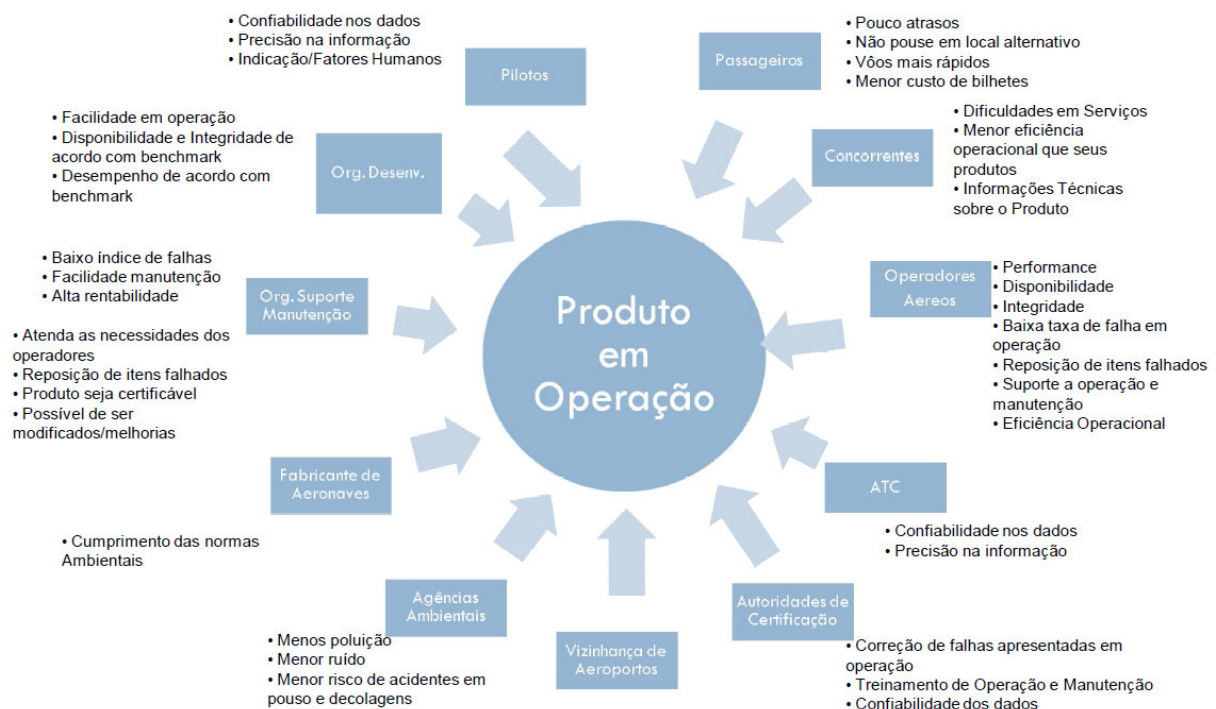 • Confiabilidade nos dados
• Precisão na informação
• Indicação/Fatores Humanos
Pilotos
Passageiros
• Pouco atrasos
• Não pouse em local alternativo
• Vôos mais rápidos
• Menor custo de bilhetes
• Facilidade em operação
• Disponibilidade e Integridade de
acordo com benchmark
• Desempenho de acordo com
benchmark
Org. Desenv.
Concorrentes
• Dificuldades em Serviços
• Menor eficiência
operacional que seus
produtos
• Informações Técnicas
sobre o Produto
• Baixo índice de falhas
• Facilidade manutenção
• Alta rentabilidade
Org. Suporte
Manutenção
Produto
em
Operação
Operadores
Aereos
• Performance
• Disponibilidade
• Integridade
• Baixa taxa de falha em
operação
• Reposição de itens falhados
• Suporte a operação e
manutenção
• Eficiência Operacional
• Atenda as necessidades dos
operadores
• Reposição de itens falhados
• Produto seja certificável
• Possível de ser
modificados/melhorias
Fabricante de
Aeronaves
ATC
• Confiabilidade nos dados
• Precisão na informação
• Cumprimento das normas
Ambientais
Agências
Ambientais
• Menos poluição
• Menor ruído
• Menor risco de acidentes em
pouso e decolagens
Vizinhança de
Aeroportos
Autoridades de
Certificação
• Correção de falhas apresentadas em
operação
• Treinamento de Operação e Manutenção
• Confiabilidade dos dados